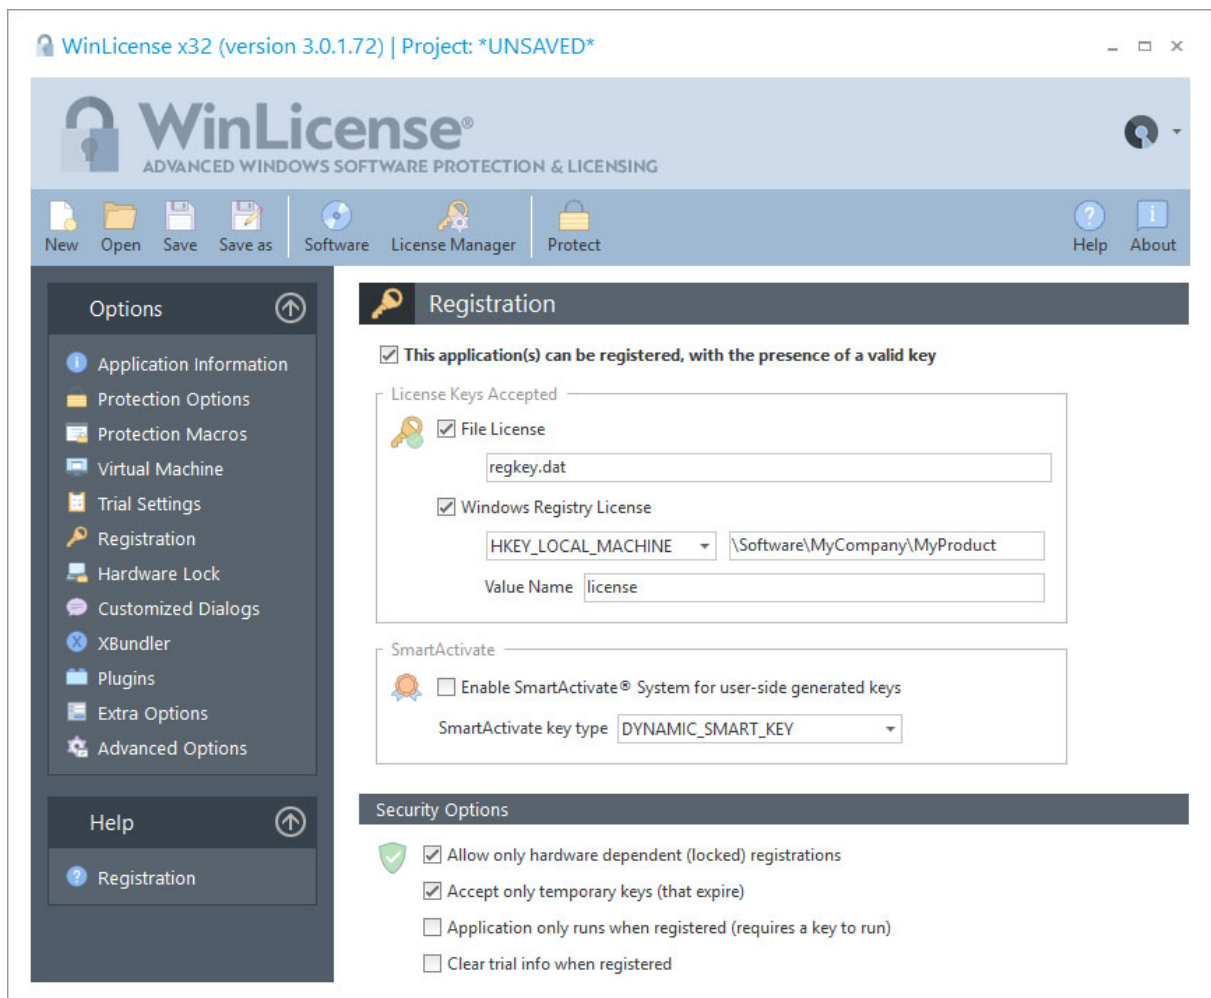 WinLicense x32 (version 3.0.1.72) | Project: *UNSAVED*
WinLicense®
ADVANCED WINDOWS SOFTWARE PROTECTION & LICENSING
New Open Save Save as Software License Manager Protect Help About
Options
Application Information
Protection Options
Protection Macros
Virtual Machine
Trial Settings
Registration
Hardware Lock
Customized Dialogs
XBundler
Plugins
Extra Options
Advanced Options
Help
Registration
Registration
This application(s) can be registered, with the presence of a valid key
License Keys Accepted
File License
regkey.dat
Windows Registry License
HKEY_LOCAL_MACHINE \Software\MyCompany\MyProduct
Value Name license
SmartActivate
Enable SmartActivate® System for user-side generated keys
SmartActivate key type DYNAMIC_SMART_KEY
Security Options
Allow only hardware dependent (locked) registrations
Accept only temporary keys (that expire)
Application only runs when registered (requires a key to run)
Clear trial info when registered